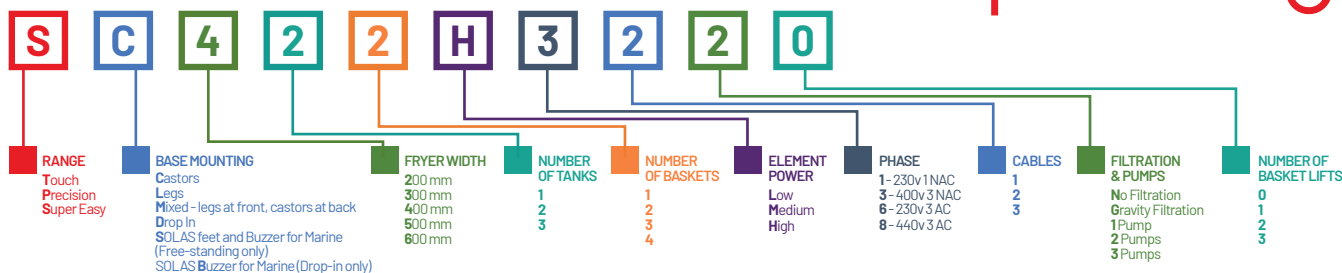 S C 4 2 2 H 3 2 2 0
RANGE
Touch
Precision
Super Easy
BASE MOUNTING
Castors
Legs
Mixed - legs at front, castors at back
Drop In
SOLAS feet and Buzzer for Marine
(Free-standing only)
SOLAS Buzzer for Marine (Drop-in only)
FRYER WIDTH
200 mm
300 mm
400 mm
500 mm
600 mm
NUMBER
OF TANKS
1
2
3
NUMBER
OF BASKETS
1
2
3
4
ELEMENT
POWER
Low
Medium
High
PHASE
1 - 230v 1 NAC
3 - 400v 3 NAC
6 - 230v 3 AC
8 - 440v 3 AC
CABLES
1
2
3
FILTRATION
& PUMPS
No Filtration
Gravity Filtration
1 Pump
2 Pumps
3 Pumps
NUMBER OF
BASKET LIFTS
0
1
2
3